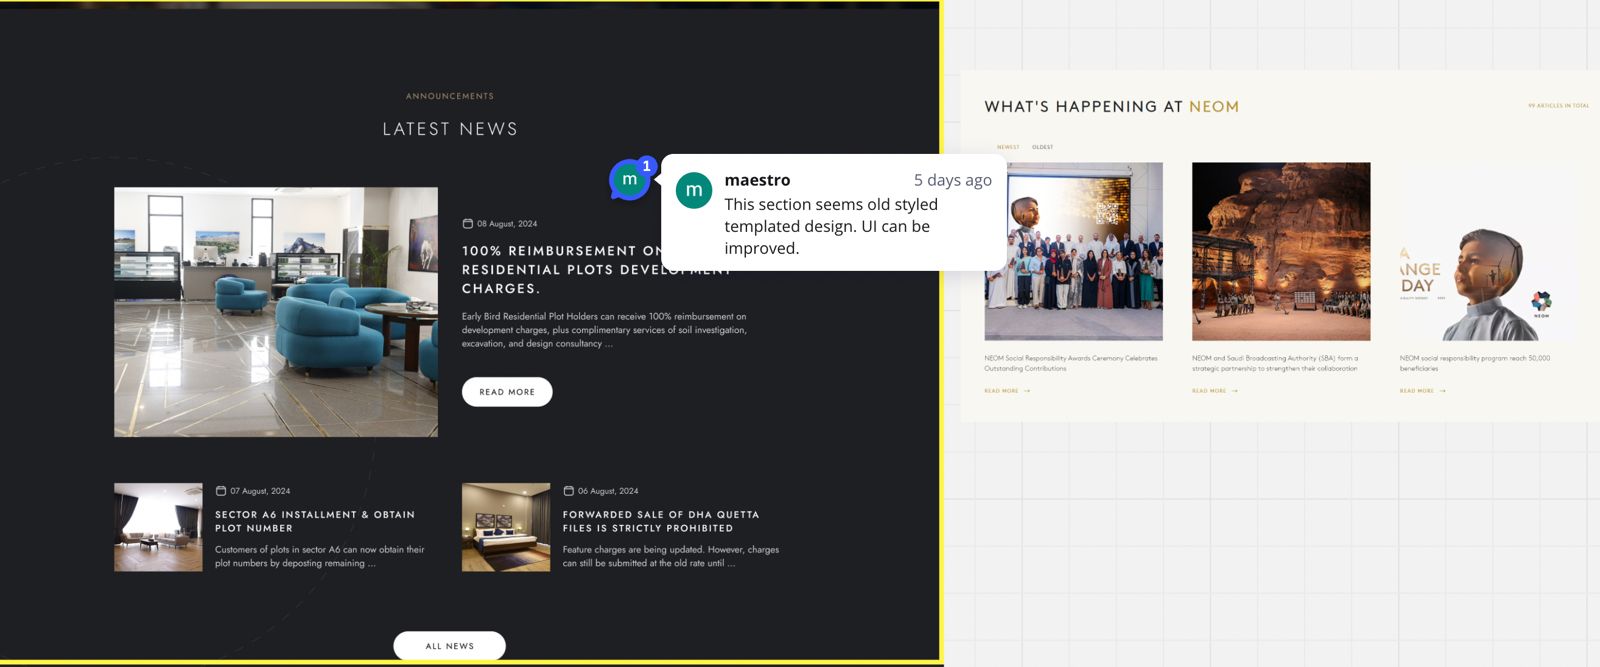 ANNOUNCEMENTS
LATEST NEWS
08 August, 2024
100% REIMBURSEMENT ON
RESIDENTIAL PLOTS DEVELOPMENT
CHARGES.
Early Bird Residential Plot Holders can receive 100% reimbursement on
development charges, plus complimentary services of soil investigation,
excavation, and design consultancy ...
READ MORE
07 August, 2024
SECTOR A6 INSTALLMENT & OBTAIN
PLOT NUMBER
Customers of plots in sector A6 can now obtain their
plot numbers by deposting remaining ...
06 August, 2024
FORWARDED SALE OF DHA QUETTA
FILES IS STRICTLY PROHIBITED
Feature charges are being updated. However, charges
can still be submitted at the old rate until ...
ALL NEWS
m
1
m
maestro
5 days ago
This section seems old styled
templated design. UI can be
improved.
WHAT'S HAPPENING AT NEOM
99 ARTICLES IN TOTAL
NEWEST
OLDEST
NEOM Social Responsibility Awards Ceremony Celebrates
Outstanding Contributions
READ MORE →
NEOM and Saudi Broadcasting Authority (SBA) form a
strategic partnership to strengthen their collaboration
READ MORE →
A
ANGE
DAY
NEOM
NEOM social responsibility program reach 50,000
beneficiaries
READ MORE →